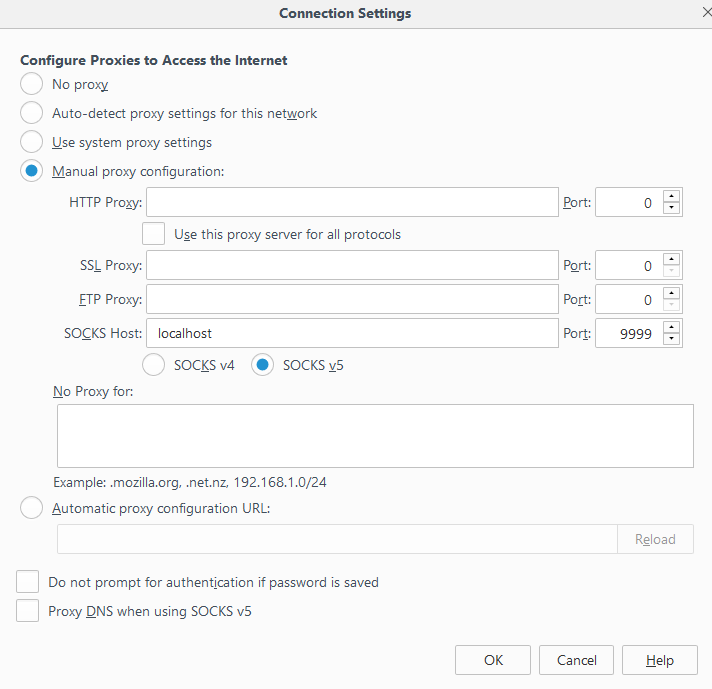 Connection Settings
Configure Proxies to Access the Internet
No proxy
Auto-detect proxy settings for this network
Use system proxy settings
Manual proxy configuration:
HTTP Proxy: Port: 0
Use this proxy server for all protocols
SSL Proxy: Port: 0
FTP Proxy: Port: 0
SOCKS Host: localhost Port: 9999
SOCKS v4 SOCKS v5
No Proxy for:
Example: .mozilla.org, .net.nz, 192.168.1.0/24
Automatic proxy configuration URL:
Reload
Do not prompt for authentication if password is saved
Proxy DNS when using SOCKS v5
OK Cancel Help